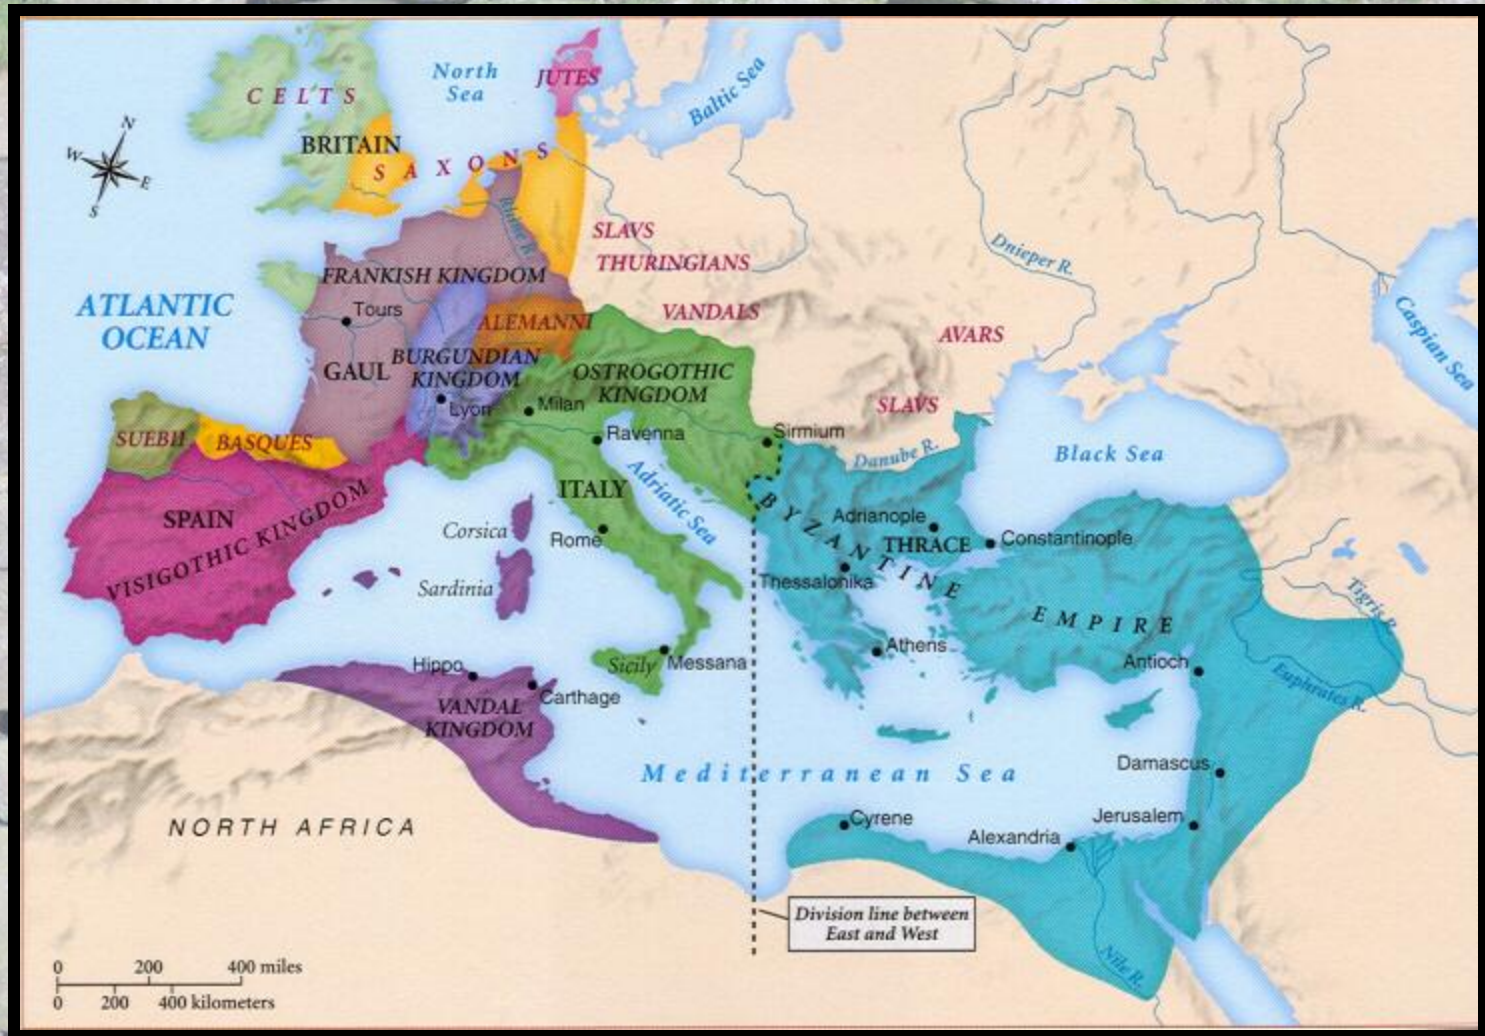 North
Sea
JUTES
Baltic Sea
CELTS
BRITAIN
N
W
E
S
SAXONS
Rhine R.
SLAVS
THURINGIANS
Dnieper R.
FRANKISH KINGDOM
ATLANTIC
OCEAN
Tours
ALEMANNI
VANDALS
AVARS
Caspian Sea
GAUL
BURGUNDIAN
KINGDOM
OSTROGOTHIC
KINGDOM
Lyon
Milan
SLAVS
SUEBII
BASQUES
Ravenna
Sirmium
Danube R.
Black Sea
ITALY
Adriatic Sea
SPAIN
VISIGOTHIC KINGDOM
Corsica
Rome
Adrianople
THRACE
Constantinople
BYZANTINE
EMPIRE
Thessalonika
Sardinia
Tigris R.
Athens
Hippo
Sicily
Messana
Antioch
Euphrates R.
Carthage
VANDAL
KINGDOM
Mediterranean Sea
Damascus
NORTH AFRICA
Cyrene
Alexandria
Jerusalem
Division line between
East and West
Nile R.
0 200 400 miles
0 200 400 kilometers